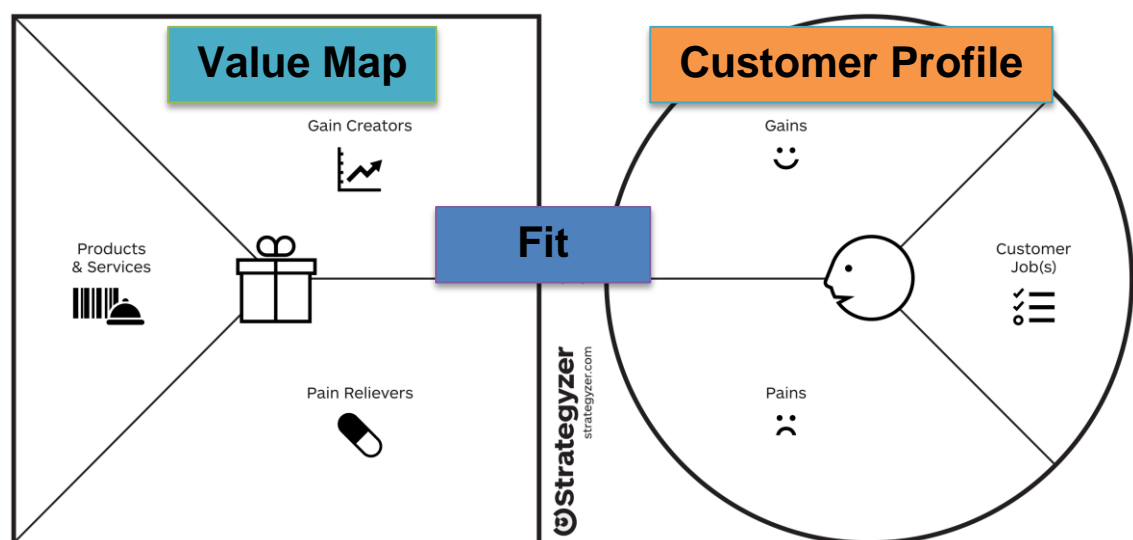 Value Map
Customer Profile
Gain Creators
Gains
Fit
Products
& Services
Customer
Job(s)
Pain Relievers
Pains
Strategyzer
strategyzer.com